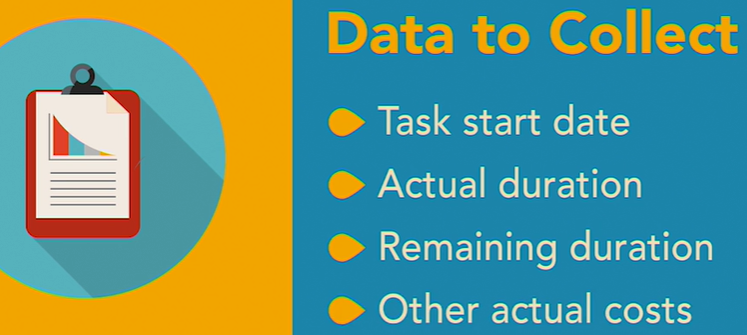 Data to Collect
Task start date
Actual duration
Remaining duration
Other actual costs